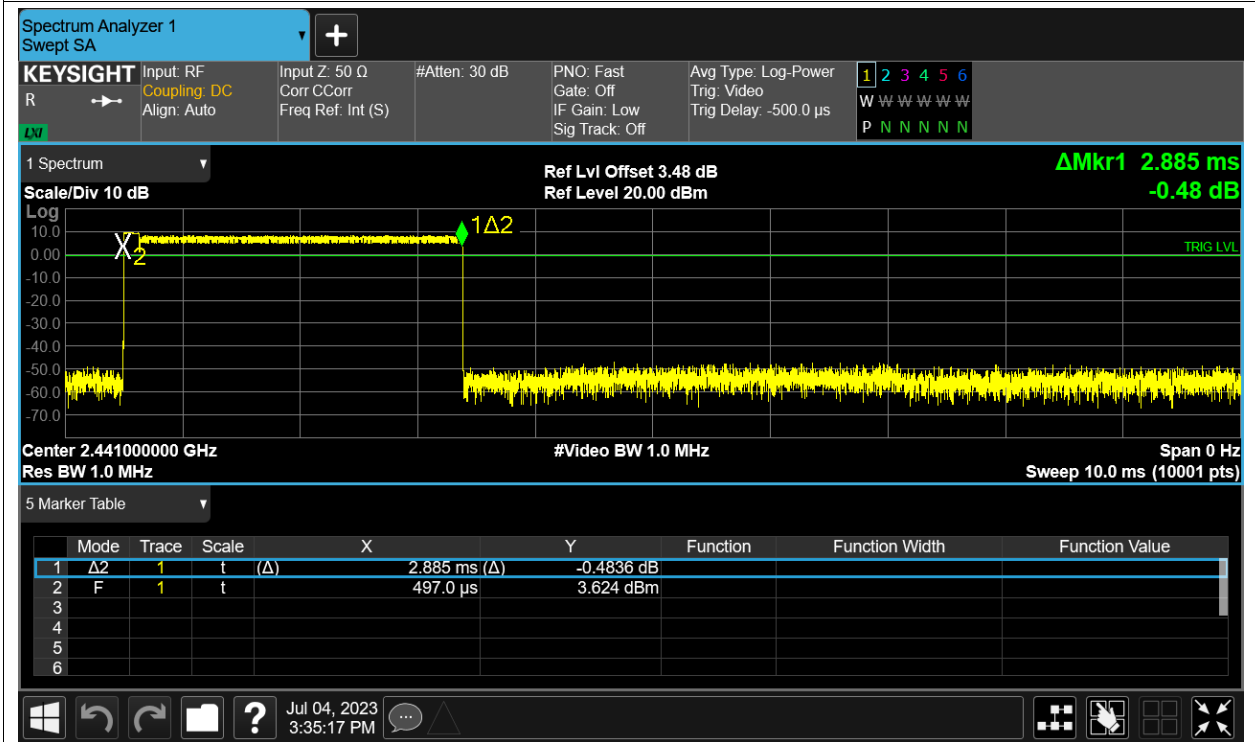 Spectrum Analyzer 1
Swept SA
KEYSIGHT Input: RF Input Z: 50 Ω #Atten: 30 dB PNO: Fast Avg Type: Log-Power 1 2 3 4 5 6
R Coupling: DC Corr CCorr Gate: Off Trig: Video W W W W W W
Align: Auto Freq Ref: Int (S) IF Gain: Low Trig Delay: -500.0 µs
LXI Sig Track: Off P N N N N N
1 Spectrum Ref Lvl Offset 3.48 dB ΔMkr1 2.885 ms
Scale/Div 10 dB Ref Level 20.00 dBm -0.48 dB
Log
10.0 1Δ2
0.00 X2 TRIG LVL
-10.0
-20.0
-30.0
-40.0
-50.0
-60.0
-70.0
Center 2.441000000 GHz #Video BW 1.0 MHz Span 0 Hz
Res BW 1.0 MHz Sweep 10.0 ms (10001 pts)
5 Marker Table
Mode Trace Scale X Y Function Function Width Function Value
1 Δ2 1 t (Δ) 2.885 ms (Δ) -0.4836 dB
2 F 1 t 497.0 µs 3.624 dBm
3
4
5
6
? Jul 04, 2023
3:35:17 PM